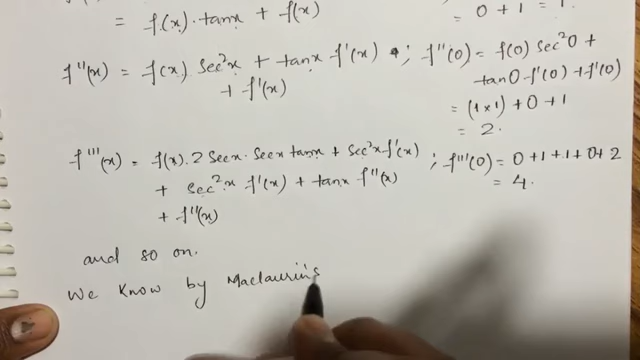 = f(x). tanx + f(x)
= 0 + 1 = 1.
f''(x) = f(x). sec²x + tanx f'(x) ; f''(0) = f(0) sec²0 +
+ f'(x)
tan0 · f'(0) + f'(0)
= (1×1) + 0 + 1
= 2.
f'''(x) = f(x). 2 secx. secx tanx + sec²x f'(x) ; f'''(0) = 0+1+1+0+2
+ sec²x f'(x) + tanx f''(x)
= 4.
+ f''(x)
and so on.
We know by Maclaurin's